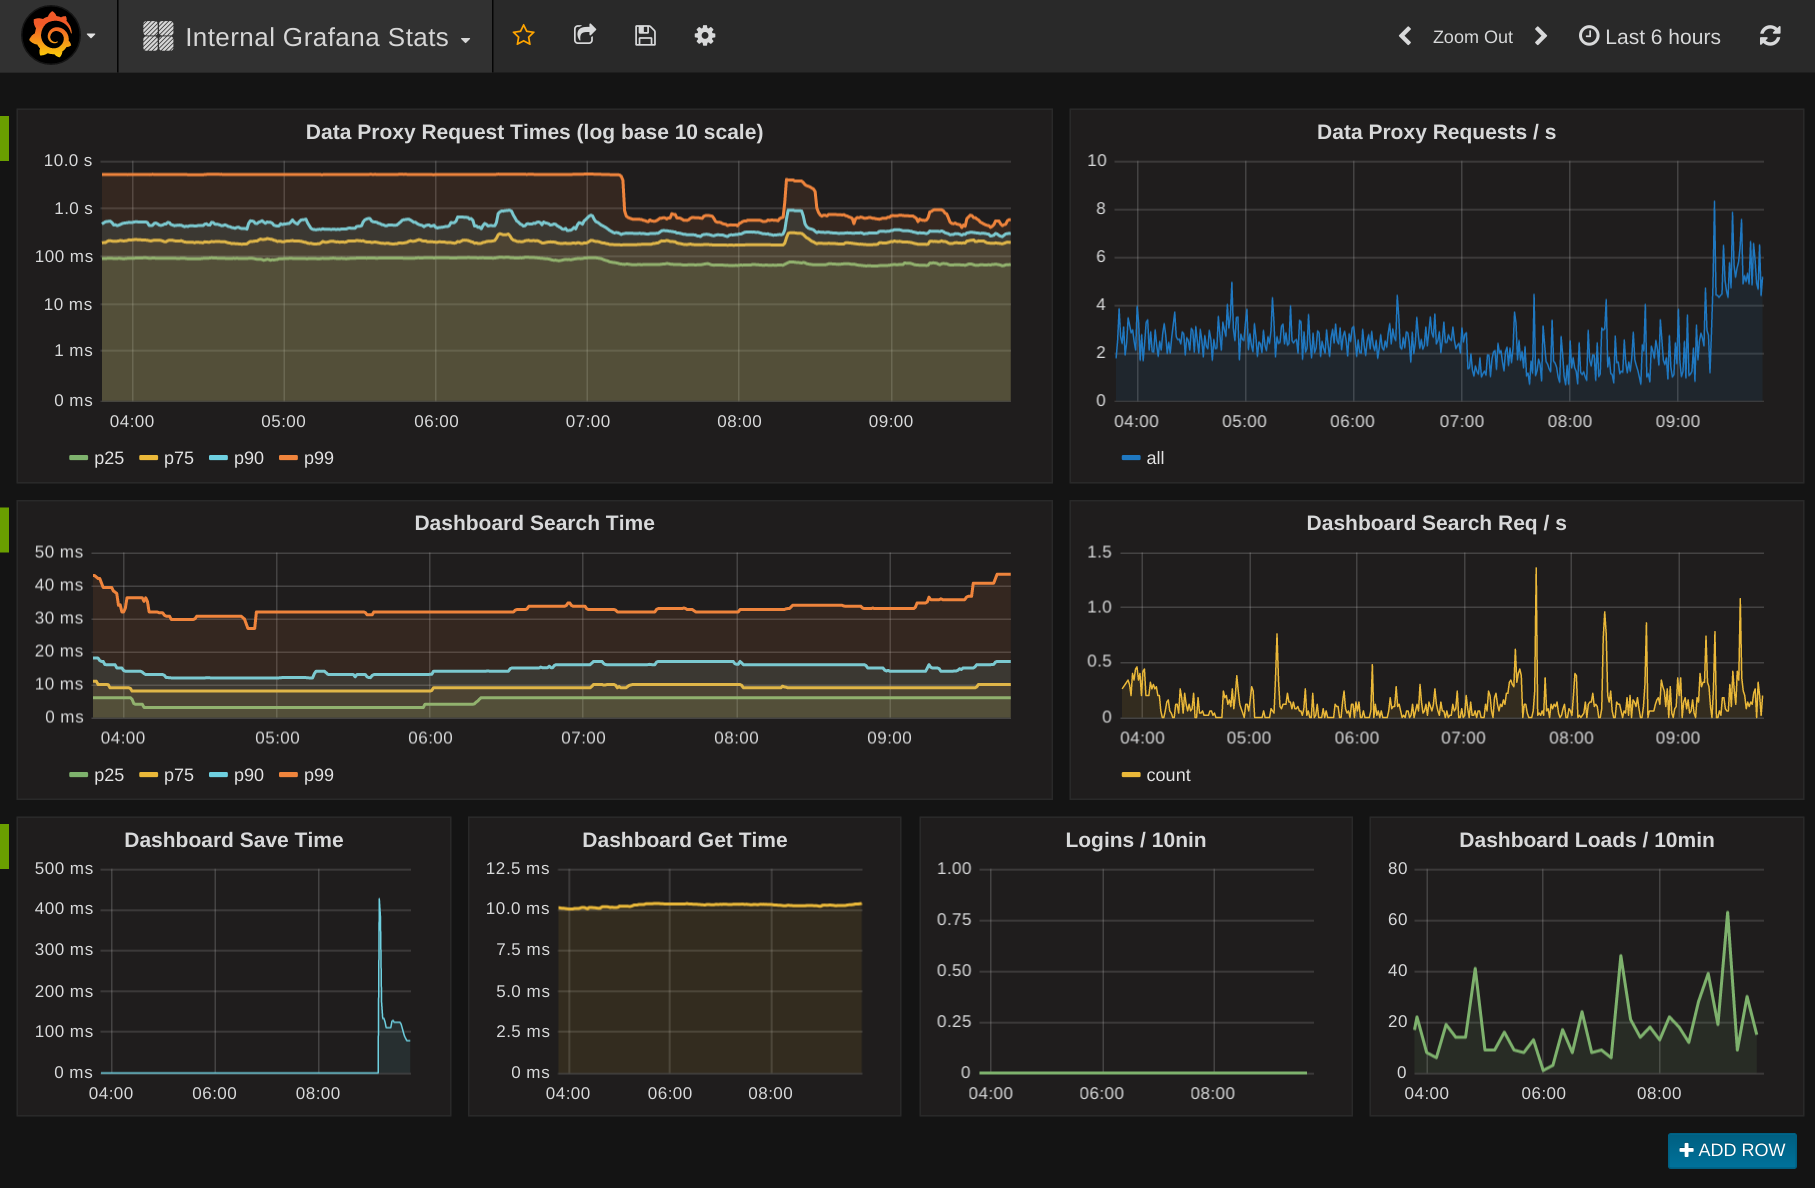 Internal Grafana Stats
Zoom Out
Last 6 hours
Data Proxy Request Times (log base 10 scale)
10.0 s
1.0 s
100 ms
10 ms
1 ms
0 ms
04:00 05:00 06:00 07:00 08:00 09:00
p25 p75 p90 p99
Data Proxy Requests / s
10
8
6
4
2
0
04:00 05:00 06:00 07:00 08:00 09:00
all
Dashboard Search Time
50 ms
40 ms
30 ms
20 ms
10 ms
0 ms
04:00 05:00 06:00 07:00 08:00 09:00
p25 p75 p90 p99
Dashboard Search Req / s
1.5
1.0
0.5
0
04:00 05:00 06:00 07:00 08:00 09:00
count
Dashboard Save Time
500 ms
400 ms
300 ms
200 ms
100 ms
0 ms
04:00 06:00 08:00
Dashboard Get Time
12.5 ms
10.0 ms
7.5 ms
5.0 ms
2.5 ms
0 ms
04:00 06:00 08:00
Logins / 10nin
1.00
0.75
0.50
0.25
0
04:00 06:00 08:00
Dashboard Loads / 10min
80
60
40
20
0
04:00 06:00 08:00
ADD ROW